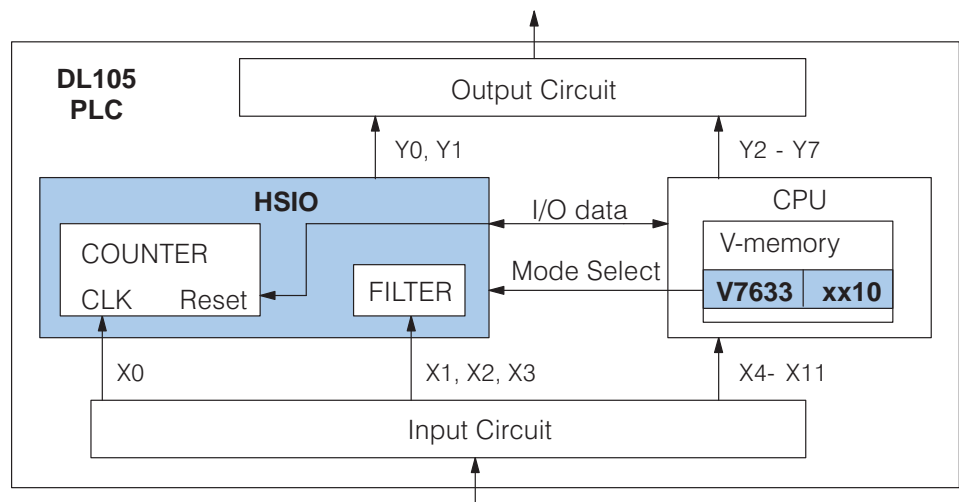 DL105
PLC
Output Circuit
Y0, Y1
Y2 - Y7
HSIO
CPU
I/O data
COUNTER
V-memory
Mode Select
CLK
Reset
FILTER
V7633
xx10
X0
X1, X2, X3
X4- X11
Input Circuit